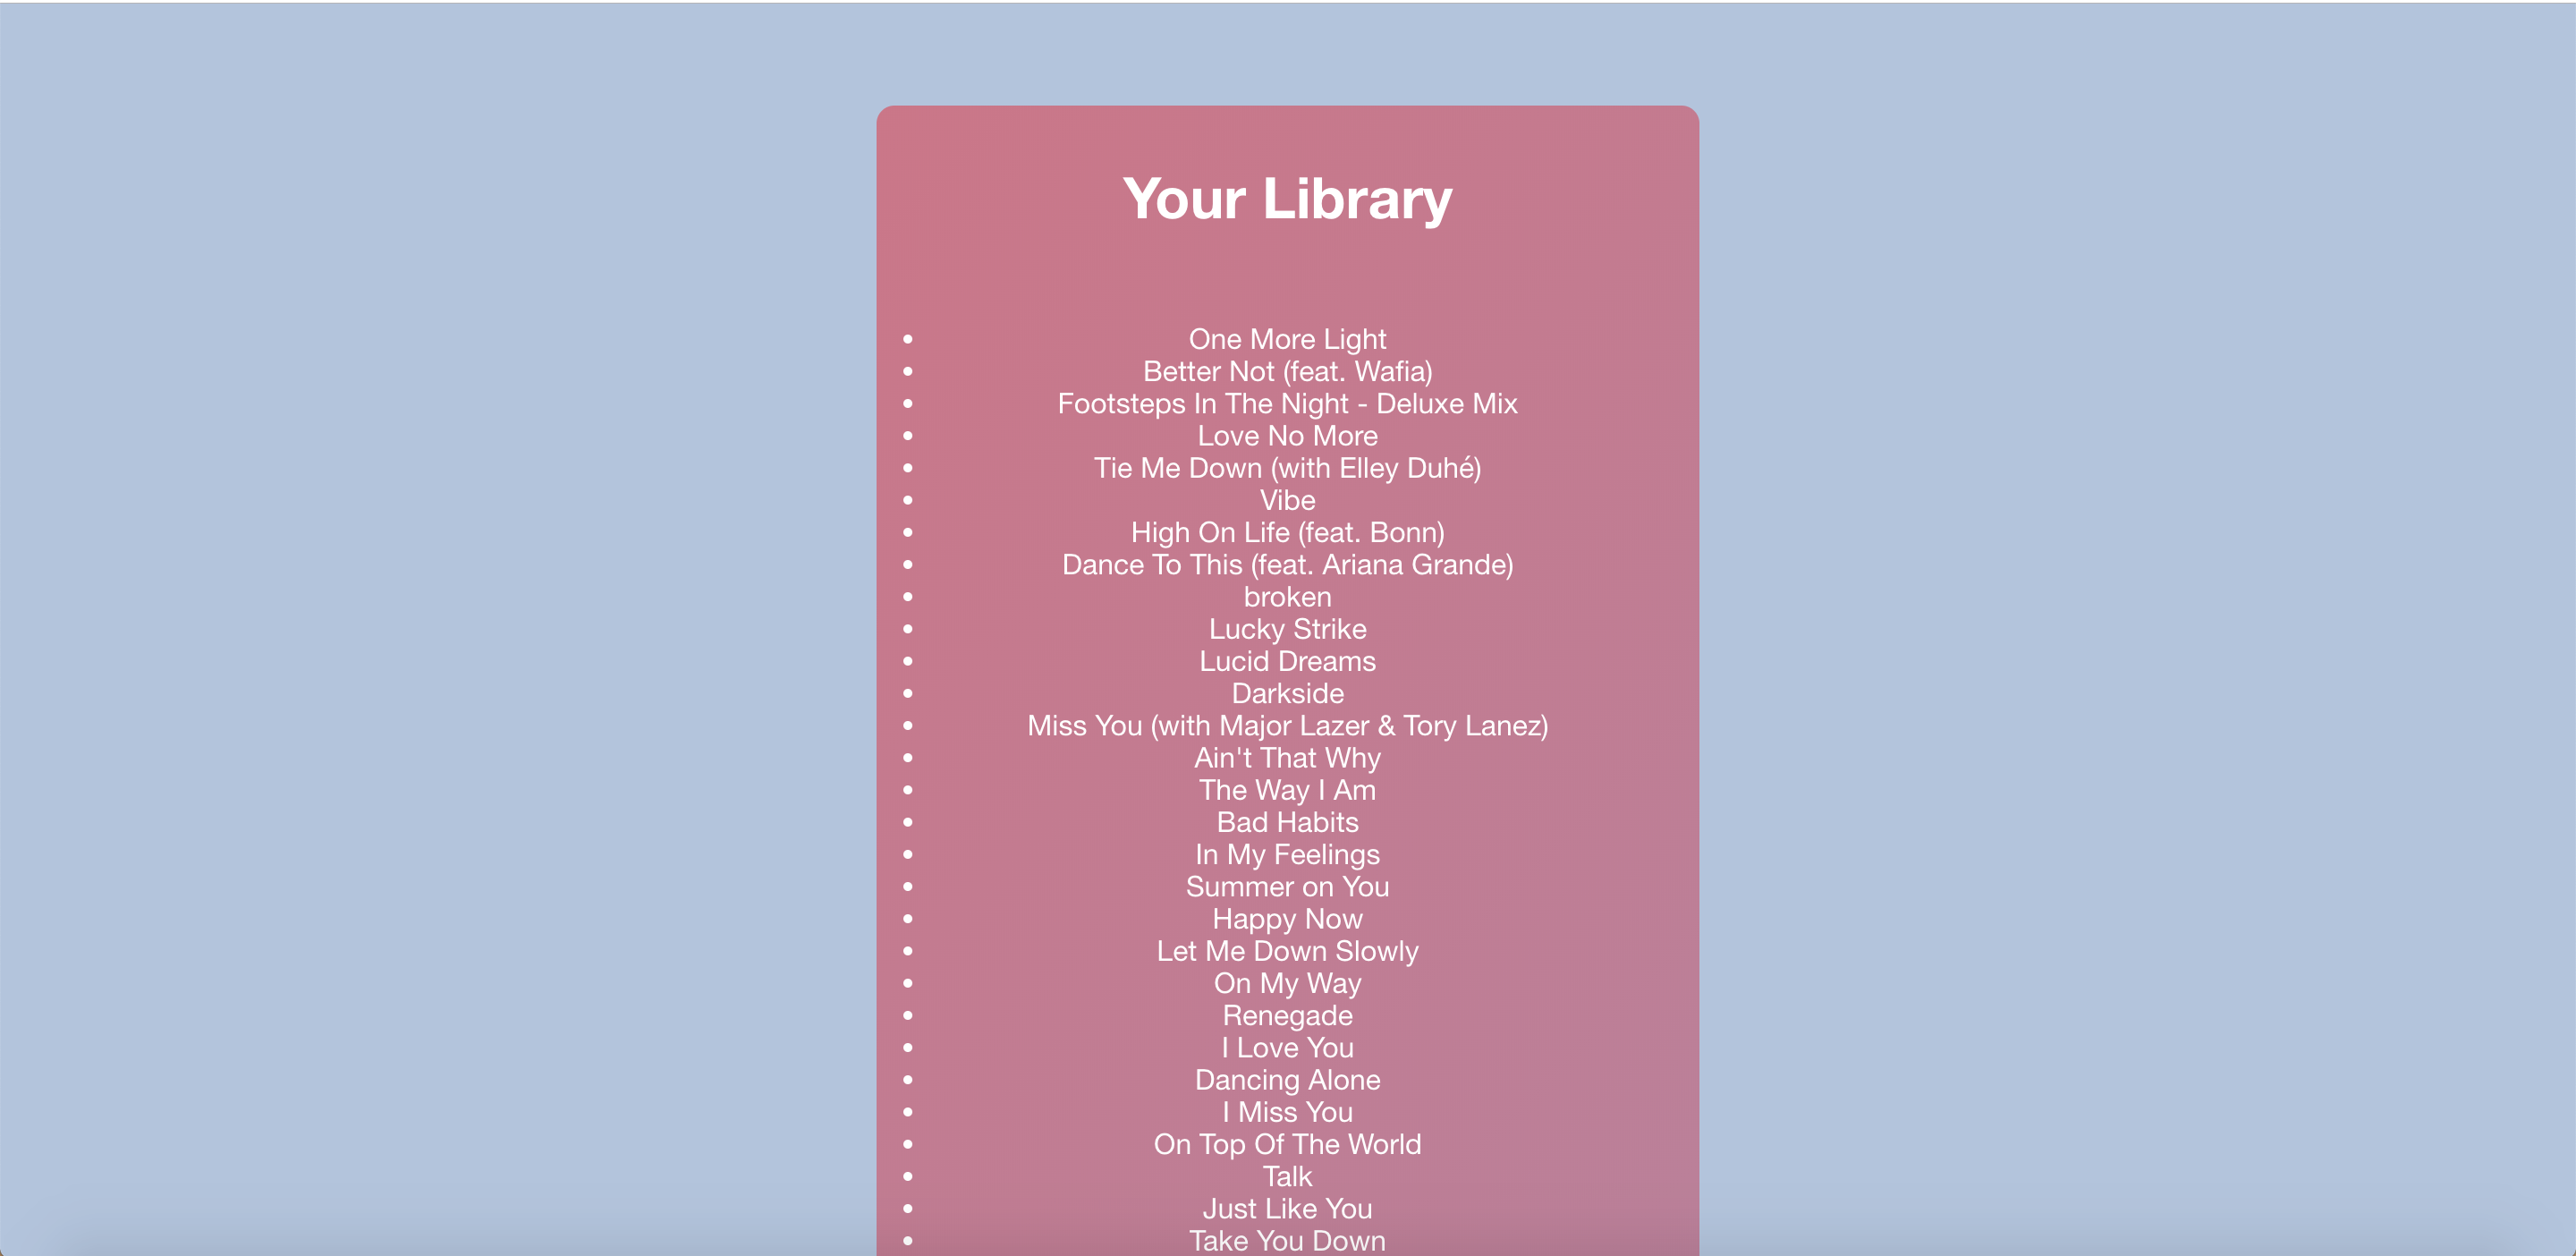 Your Library
One More Light
Better Not (feat. Wafia)
Footsteps In The Night - Deluxe Mix
Love No More
Tie Me Down (with Elley Duhé)
Vibe
High On Life (feat. Bonn)
Dance To This (feat. Ariana Grande)
broken
Lucky Strike
Lucid Dreams
Darkside
Miss You (with Major Lazer & Tory Lanez)
Ain't That Why
The Way I Am
Bad Habits
In My Feelings
Summer on You
Happy Now
Let Me Down Slowly
On My Way
Renegade
I Love You
Dancing Alone
I Miss You
On Top Of The World
Talk
Just Like You
Take You Down